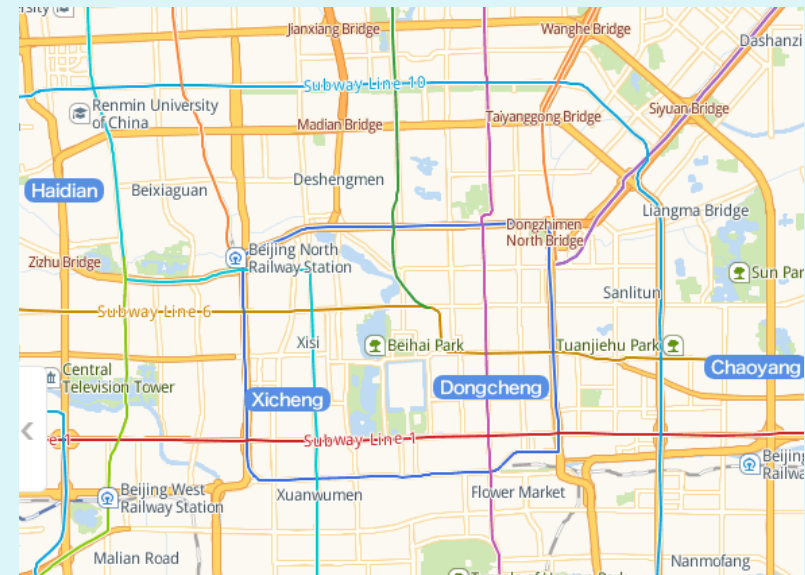 Jianxiang Bridge
Wanghe Bridge
Dashanzi
Subway Line 10
Renmin University
of China
Siyuan Bridge
Madian Bridge
Taiyanggong Bridge
Haidian
Beixiaguan
Deshengmen
Liangma Bridge
Dongzhimen
North Bridge
Zizhu Bridge
Beijing North
Railway Station
Sun Par
Sanlitun
Subway Line 6
Xisi
Beihai Park
Tuanjiehu Park
Central
Television Tower
Chaoyang
Xicheng
Dongcheng
e 1
Subway Line 1
Beijing
Railwa
Beijing West
Railway Station
Xuanwumen
Flower Market
Malian Road
Nanmofang